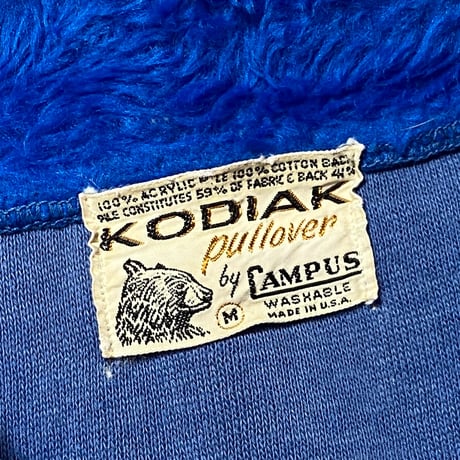 100% ACRYLIC PILE 100% COTTON BACK
PILE CONSTITUTES 59% OF FABRIC & BACK 41%
KODIAK
pullover
by CAMPUS
M
WASHABLE
MADE IN U.S.A.